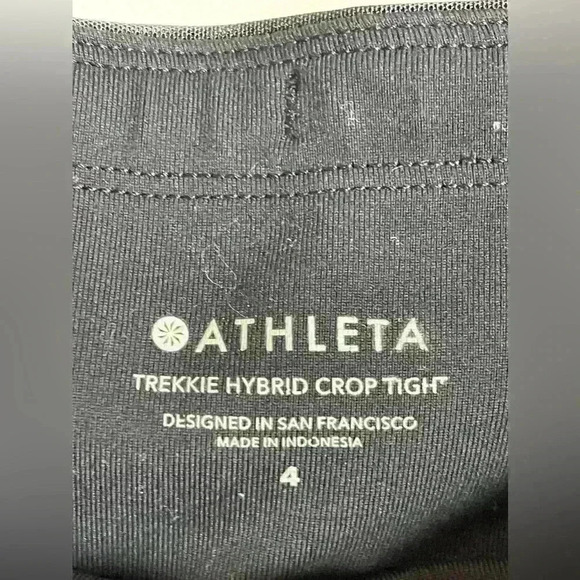 ATHLETA
TREKKIE HYBRID CROP TIGHT
DESIGNED IN SAN FRANCISCO
MADE IN INDONESIA
4